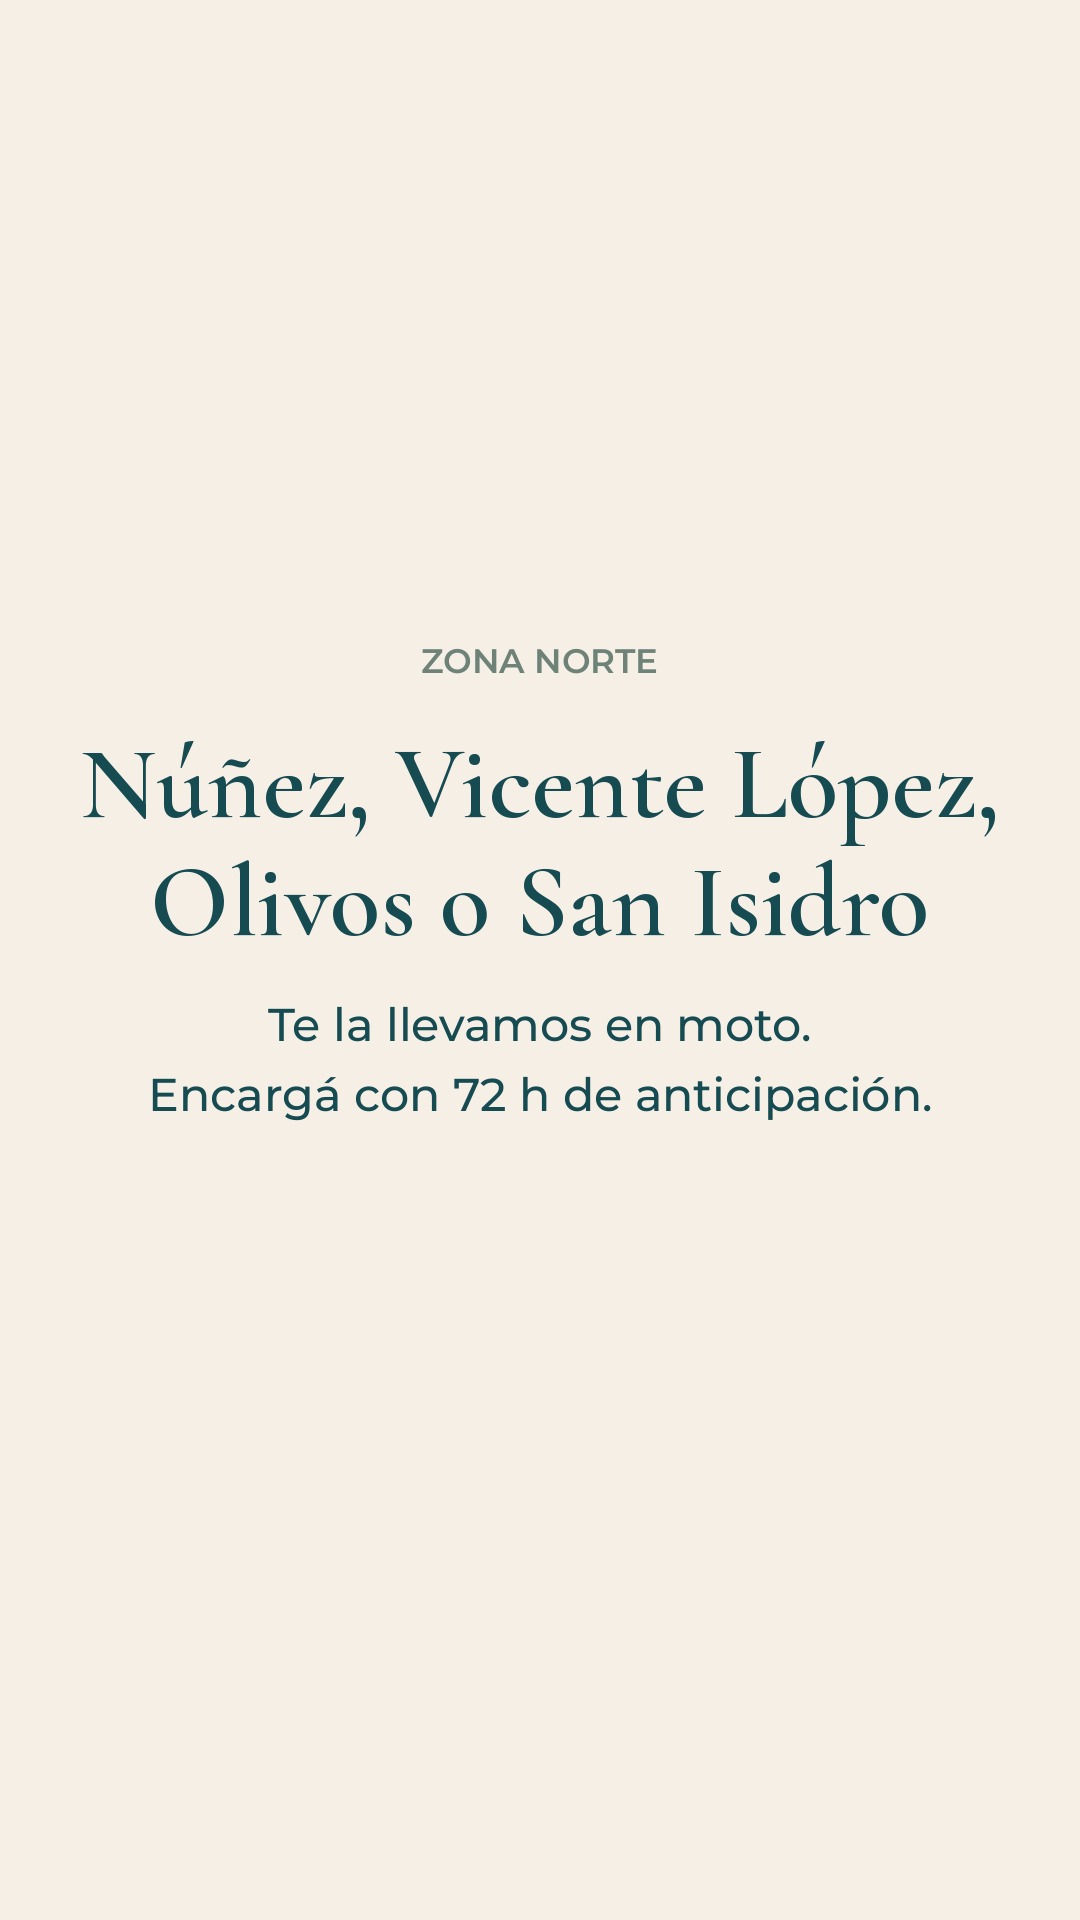 ZONA NORTE
Núñez, Vicente López,
Olivos o San Isidro
Te la llevamos en moto.
Encargá con 72 h de anticipación.